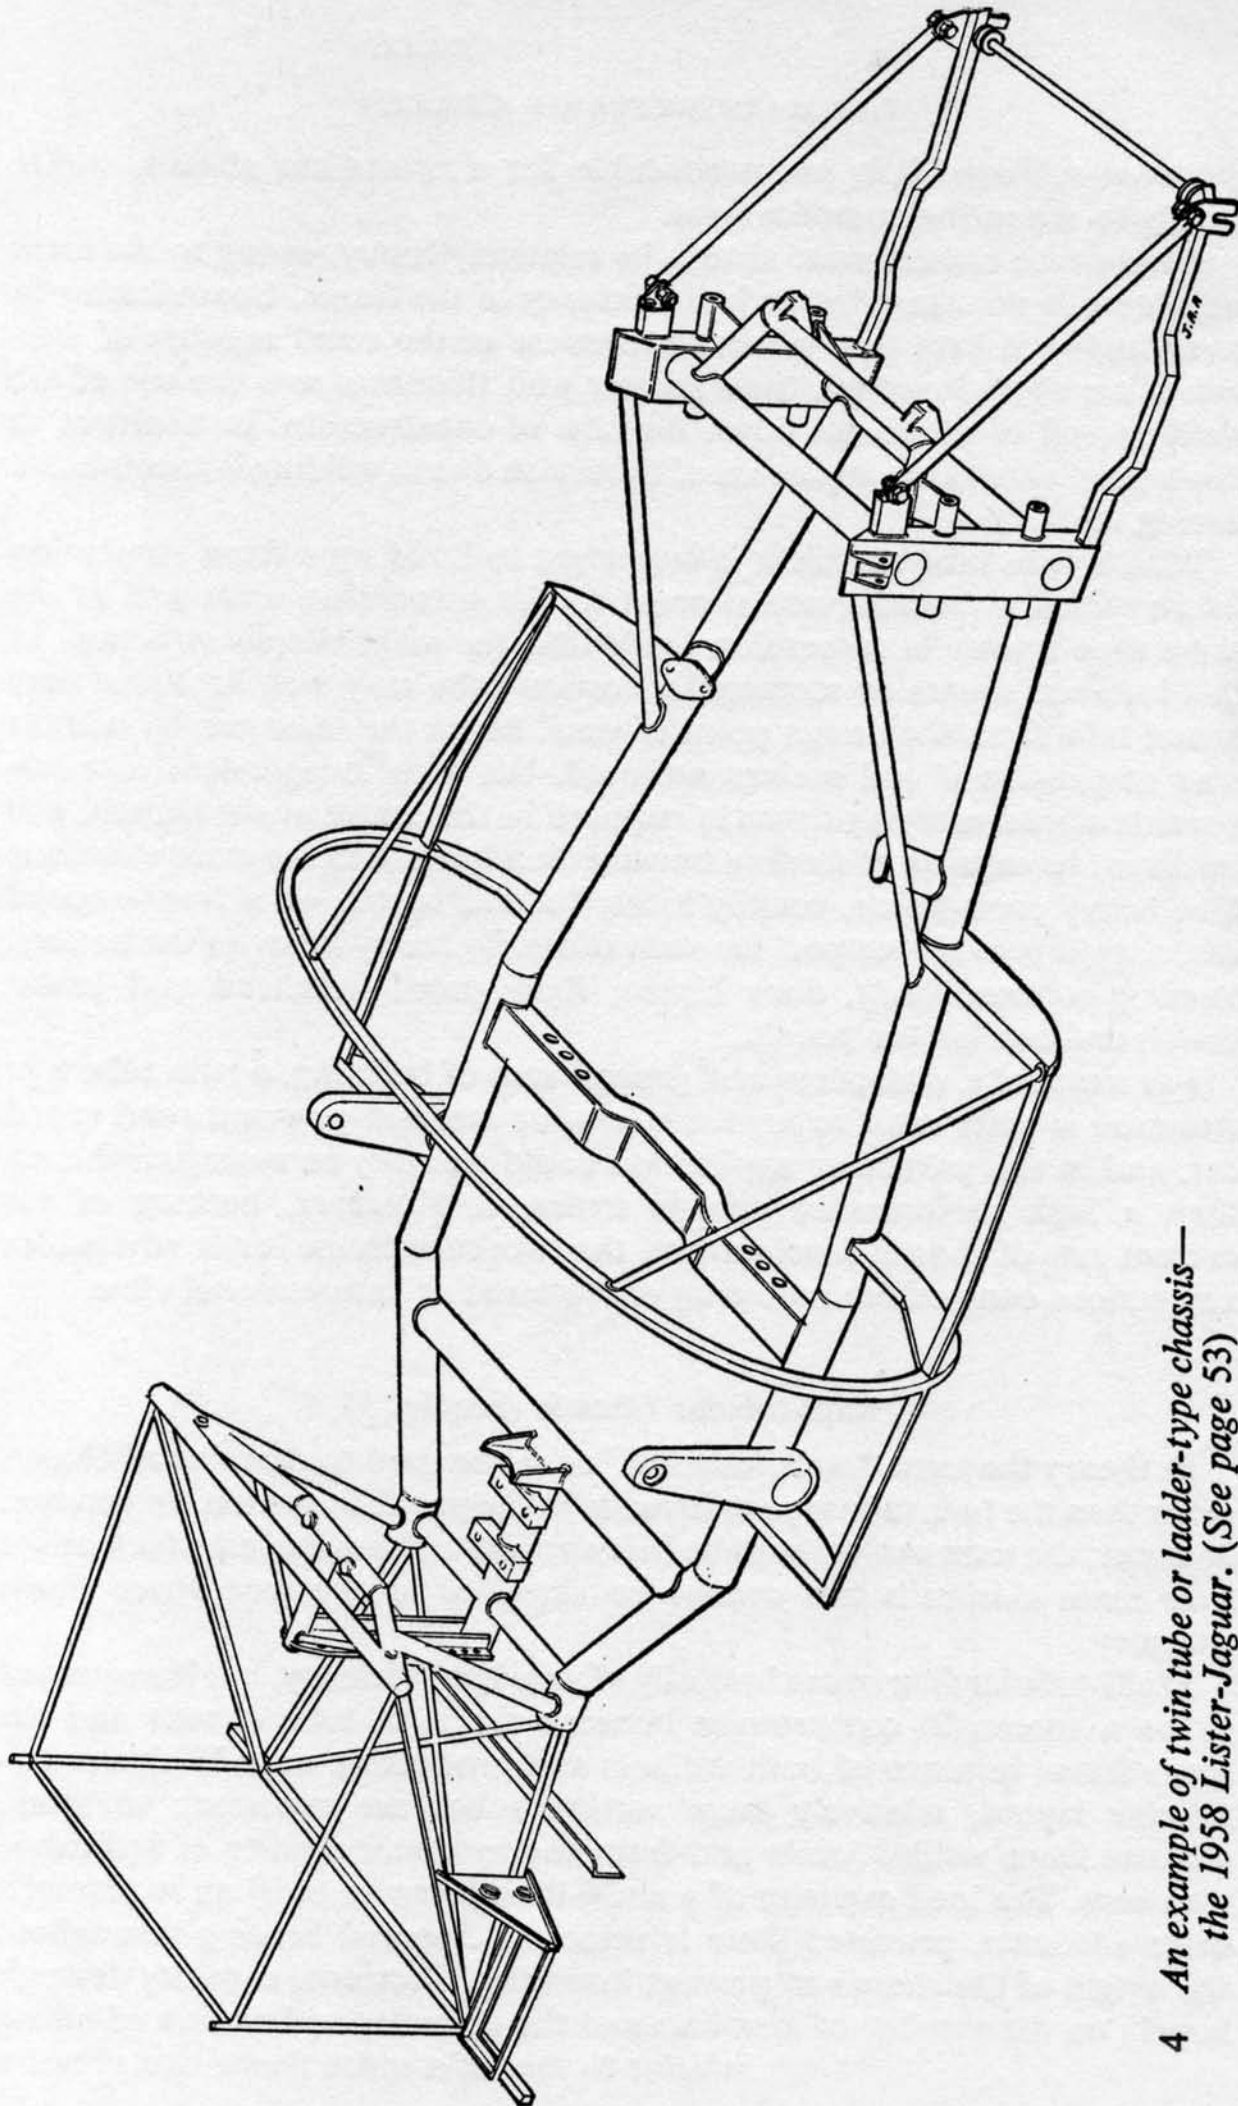 4 An example of twin tube or ladder-type chassis—
the 1958 Lister-Jaguar. (See page 53)
J.A.A